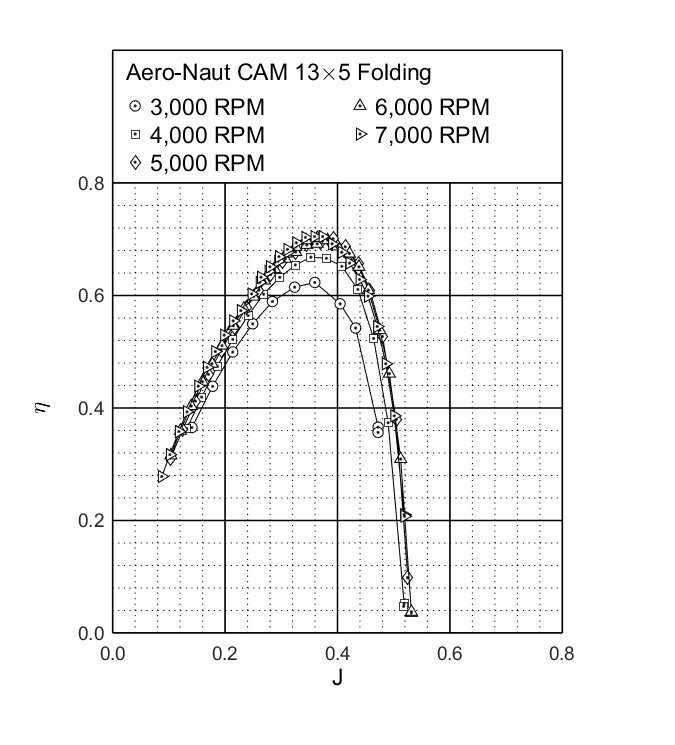 Aero-Naut CAM 13×5 Folding
3,000 RPM
4,000 RPM
5,000 RPM
6,000 RPM
7,000 RPM
0.8
0.6
0.4
0.2
0.0
η
0.0 0.2 0.4 0.6 0.8
J